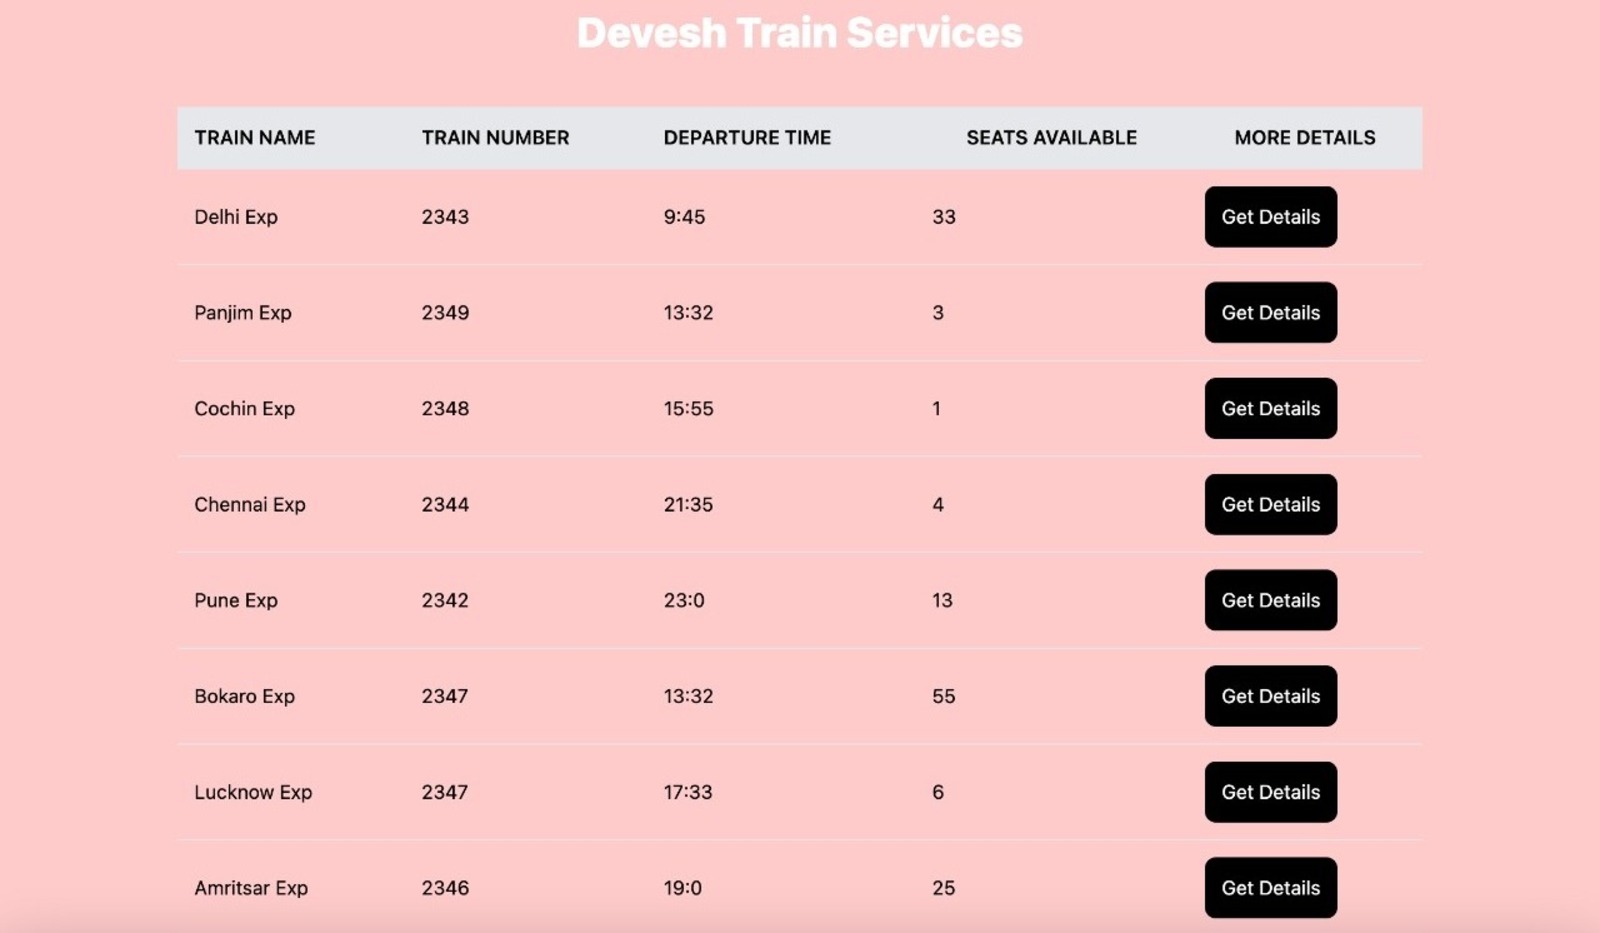 Devesh Train Services
TRAIN NAME TRAIN NUMBER DEPARTURE TIME SEATS AVAILABLE MORE DETAILS
Delhi Exp 2343 9:45 33 Get Details
Panjim Exp 2349 13:32 3 Get Details
Cochin Exp 2348 15:55 1 Get Details
Chennai Exp 2344 21:35 4 Get Details
Pune Exp 2342 23:0 13 Get Details
Bokaro Exp 2347 13:32 55 Get Details
Lucknow Exp 2347 17:33 6 Get Details
Amritsar Exp 2346 19:0 25 Get Details